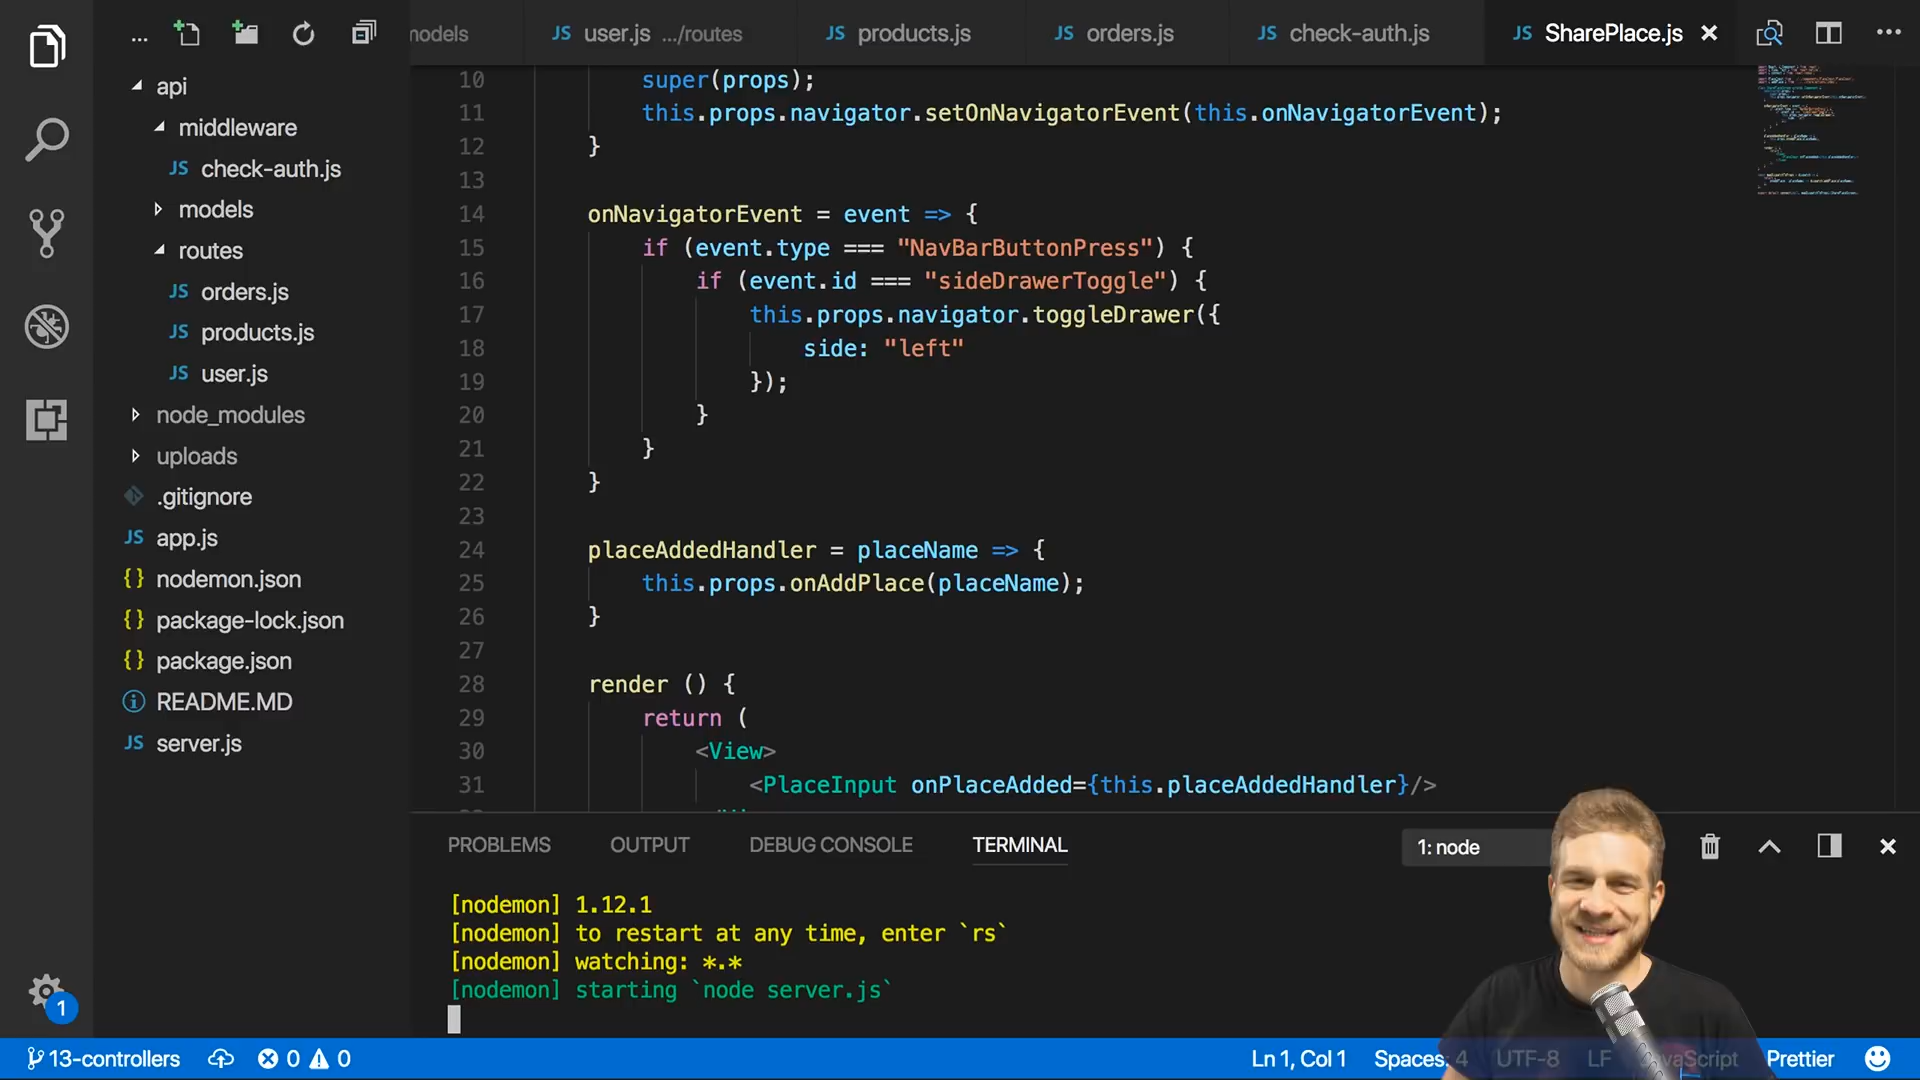 ...
models
JS user.js .../routes
JS products.js
JS orders.js
JS check-auth.js
JS SharePlace.js
api
middleware
JS check-auth.js
models
routes
JS orders.js
JS products.js
JS user.js
node_modules
uploads
.gitignore
JS app.js
{} nodemon.json
{} package-lock.json
{} package.json
README.MD
JS server.js
10 super(props);
11 this.props.navigator.setOnNavigatorEvent(this.onNavigatorEvent);
12 }
13
14 onNavigatorEvent = event => {
15 if (event.type === "NavBarButtonPress") {
16 if (event.id === "sideDrawerToggle") {
17 this.props.navigator.toggleDrawer({
18 side: "left"
19 });
20 }
21 }
22 }
23
24 placeAddedHandler = placeName => {
25 this.props.onAddPlace(placeName);
26 }
27
28 render () {
29 return (
30 <View>
31 <PlaceInput onPlaceAdded={this.placeAddedHandler}/>
PROBLEMS OUTPUT DEBUG CONSOLE TERMINAL 1: node
[nodemon] 1.12.1
[nodemon] to restart at any time, enter `rs`
[nodemon] watching: *.*
[nodemon] starting `node server.js`
1
13-controllers 0 0 Ln 1, Col 1 Spaces: 4 UTF-8 LF Prettier